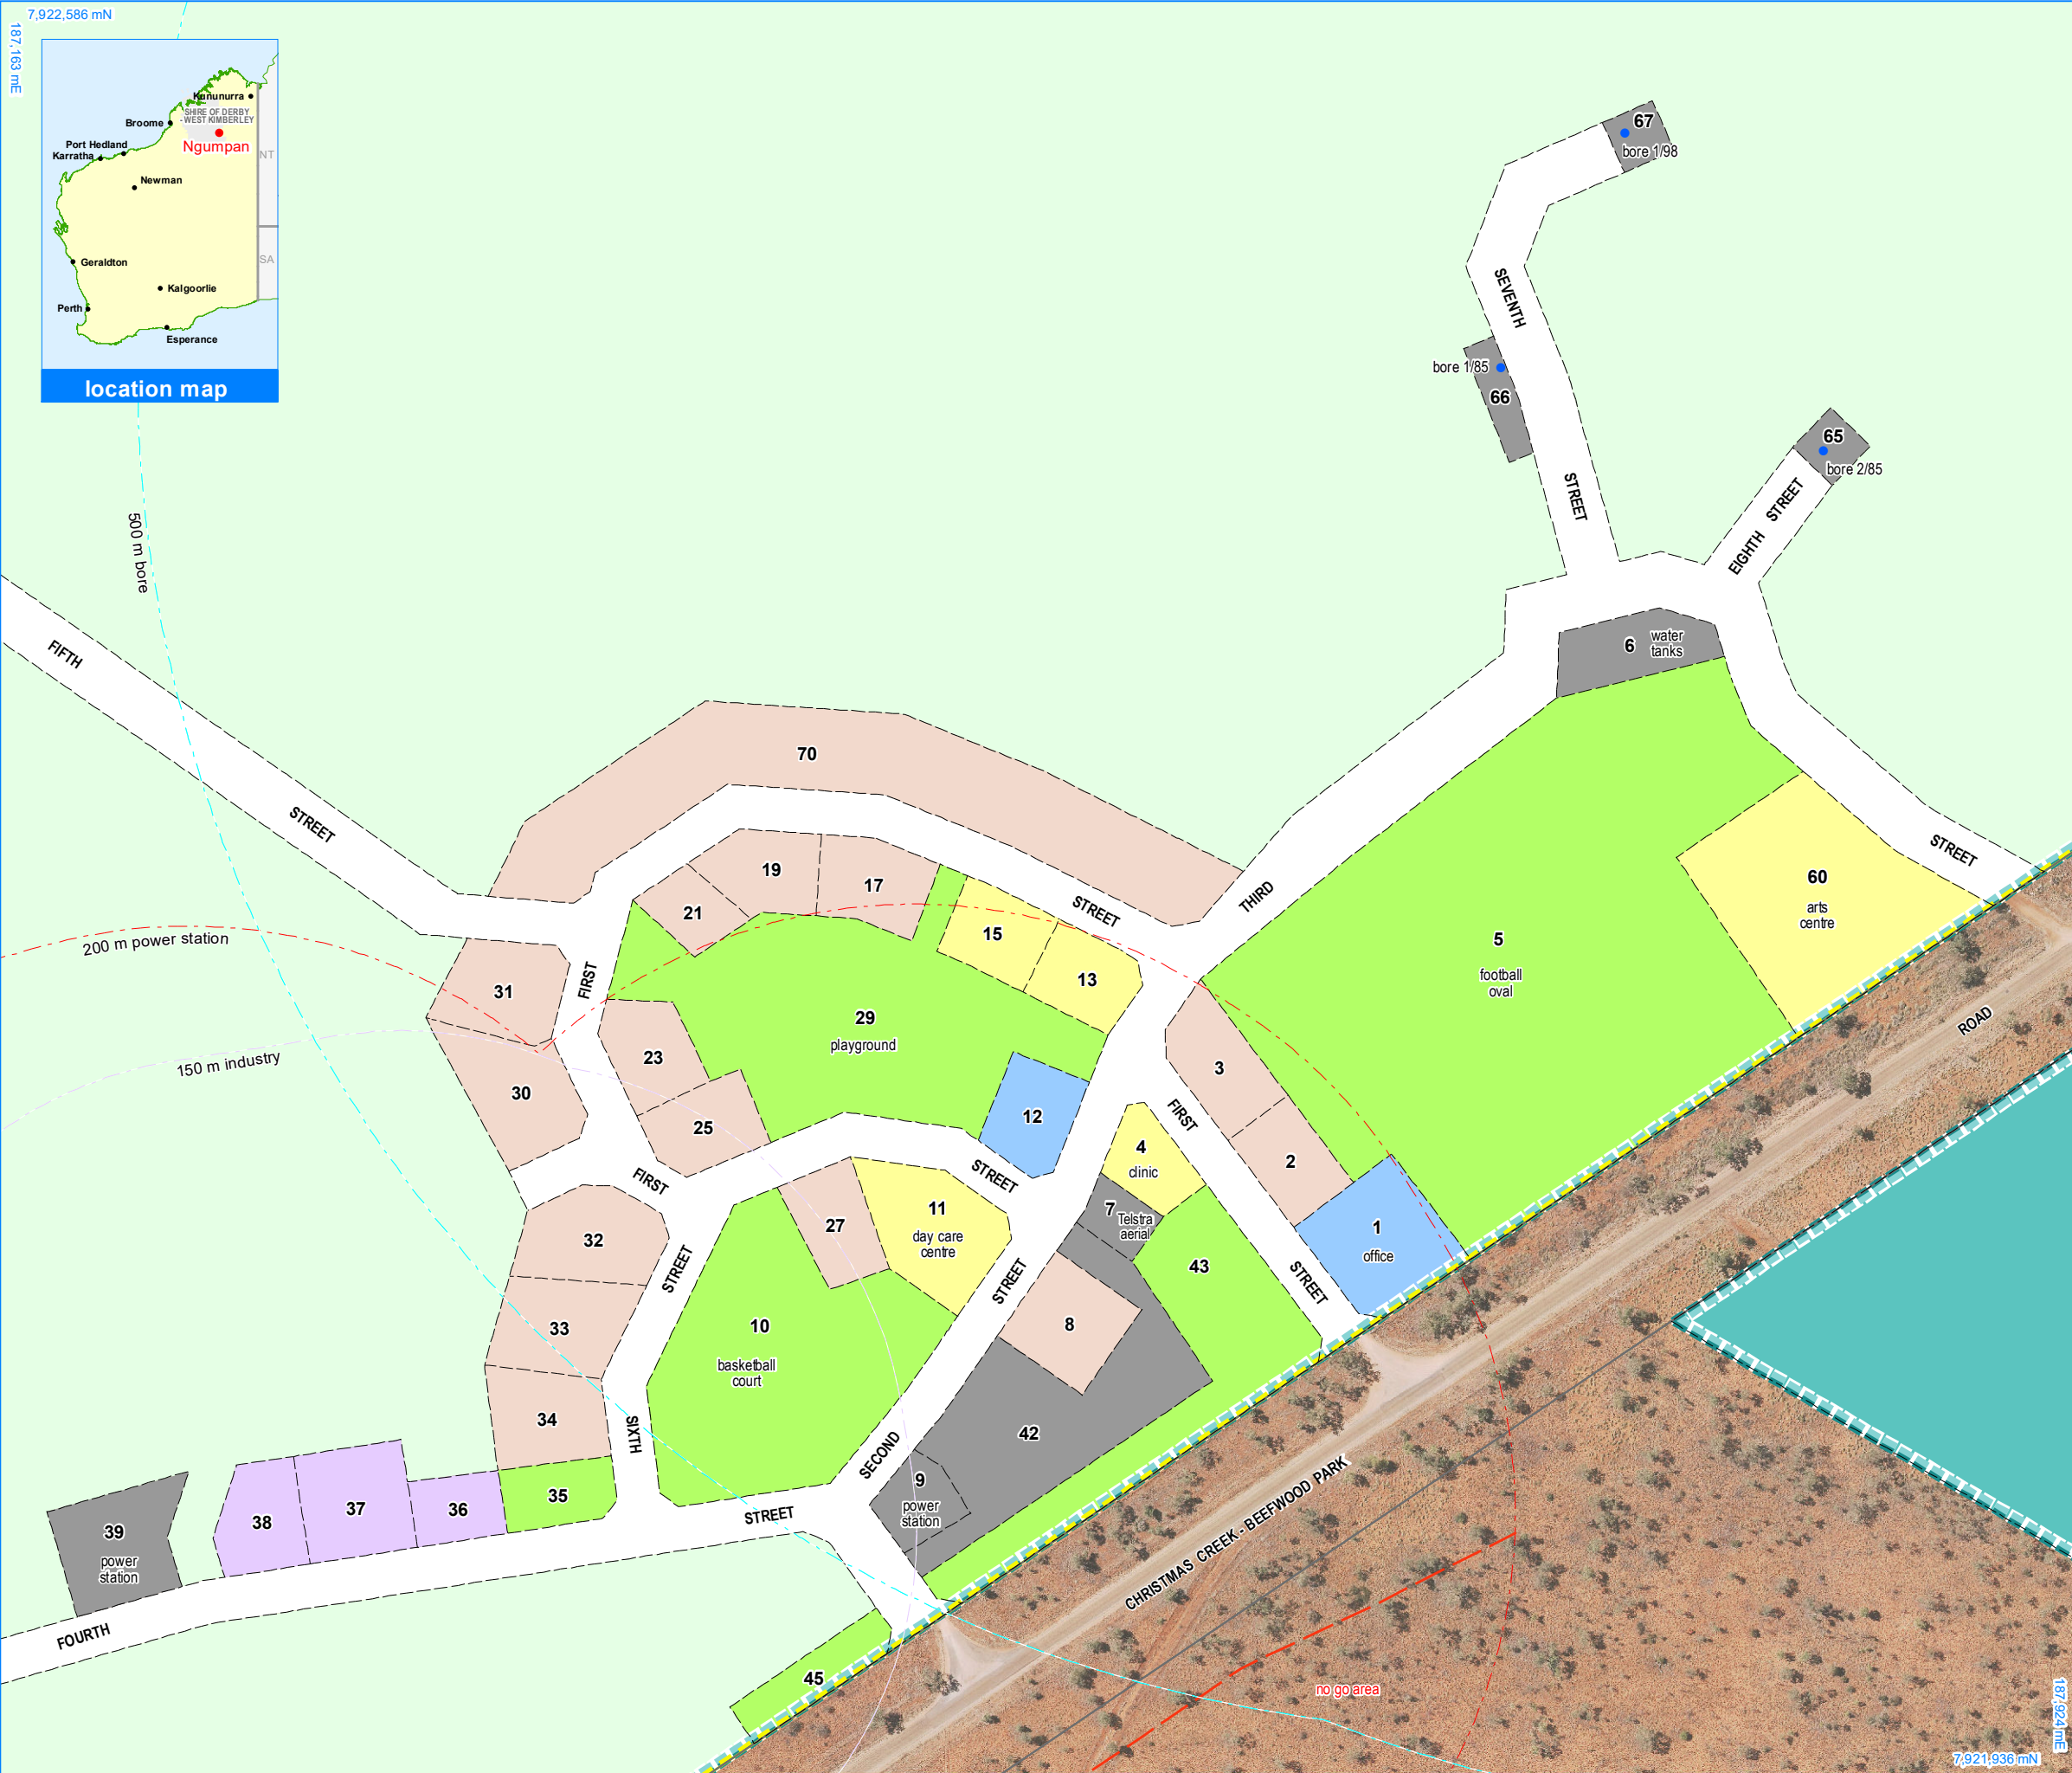 7,922,586 mN
187,163 mE
Kununurra
SHIRE OF DERBY
- WEST KIMBERLEY
Broome
Ngumpan
Port Hedland
Karratha
NT
Newman
Geraldton
SA
Kalgoorlie
Perth
Esperance
location map
67
bore 1/98
SEVENTH
bore 1/85
66
STREET
65
bore 2/85
EIGHTH STREET
500 m bore
6
water
tanks
FIFTH
STREET
70
STREET
19
17
21
STREET
THIRD
60
arts
centre
15
13
5
football
oval
200 m power station
31
FIRST
29
playground
ROAD
150 m industry
23
3
30
25
12
FIRST
4
clinic
2
FIRST
STREET
7
Telstra
aerial
11
day care
centre
27
1
office
32
STREET
STREET
43
STREET
33
10
basketball
court
8
34
SIXTH
42
SECOND
9
power
station
35
36
37
38
39
power
station
STREET
CHRISTMAS CREEK - BEEFWOOD PARK
FOURTH
45
no go area
187,924 mE
7,921,936 mN